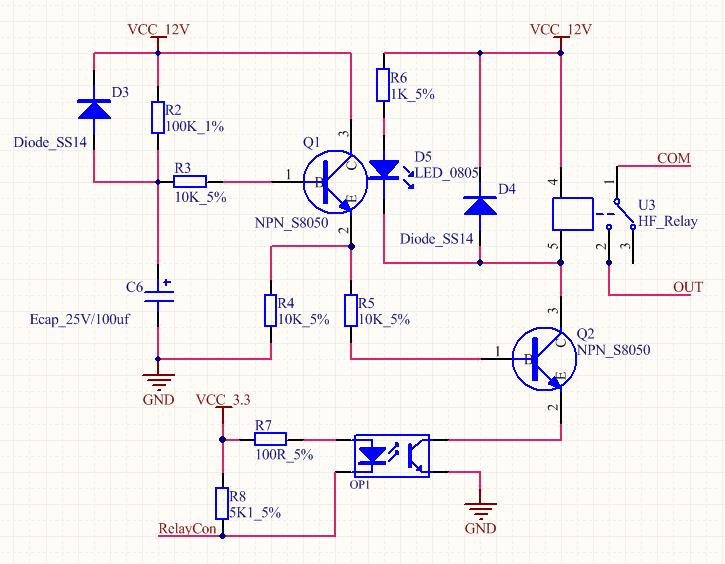 VCC_12V
VCC_12V
D3
R2
100K_1%
Diode_SS14
R3
10K_5%
Q1
3
C
1
B
E
NPN_S8050
2
R6
1K_5%
D5
LED_0805
D4
Diode_SS14
4
5
1
COM
U3
HF_Relay
2
3
OUT
C6
+
Ecap_25V/100uf
R4
10K_5%
R5
10K_5%
3
Q2
NPN_S8050
C
1
B
E
2
GND
VCC_3.3
R7
100R_5%
OP1
R8
5K1_5%
RelayCon
GND